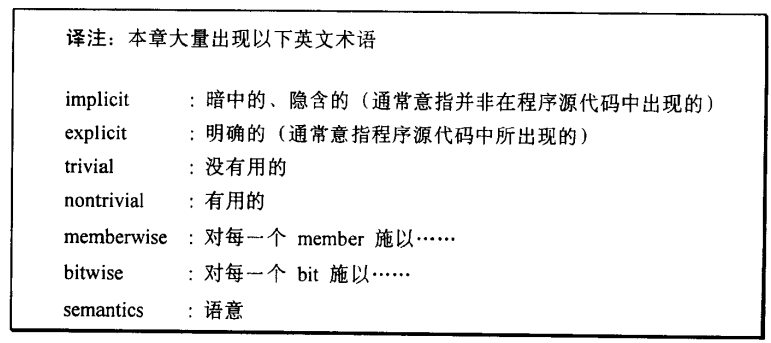 译注：本章大量出现以下英文术语
implicit ：暗中的、隐含的（通常意指并非在程序源代码中出现的）
explicit ：明确的（通常意指程序源代码中所出现的）
trivial ：没有用的
nontrivial ：有用的
memberwise ：对每一个 member 施以……
bitwise ：对每一个 bit 施以……
semantics ：语意